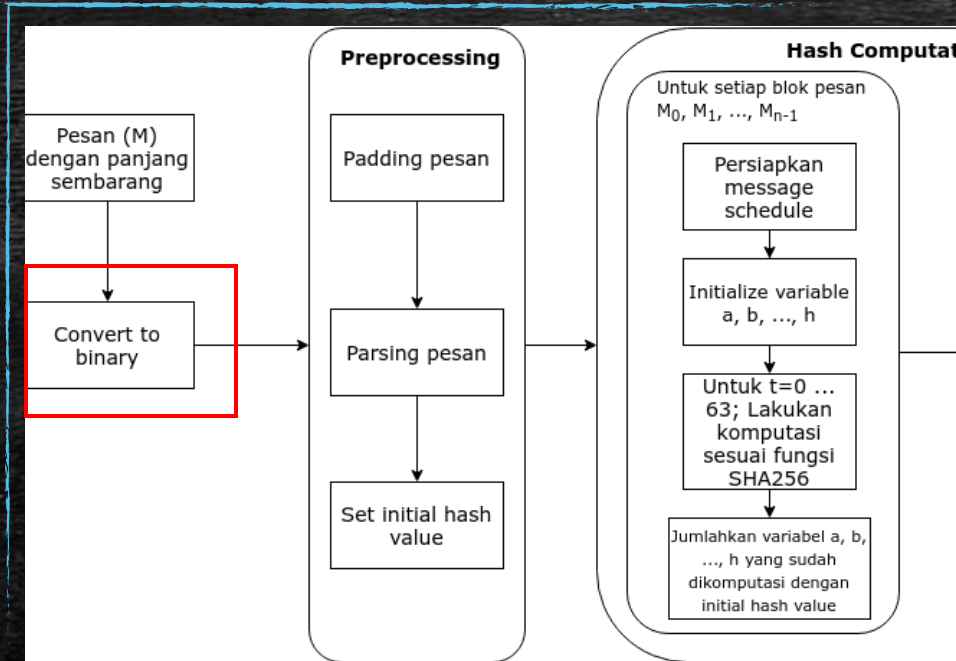 Pesan (M)
dengan panjang
sembarang
Convert to
binary
Preprocessing
Padding pesan
Parsing pesan
Set initial hash
value
Hash Computat
Untuk setiap blok pesan
M₀, M₁, ..., Mₙ₋₁
Persiapkan
message
schedule
Initialize variable
a, b, ..., h
Untuk t=0 ...
63; Lakukan
komputasi
sesuai fungsi
SHA256
Jumlahkan variabel a, b,
..., h yang sudah
dikomputasi dengan
initial hash value